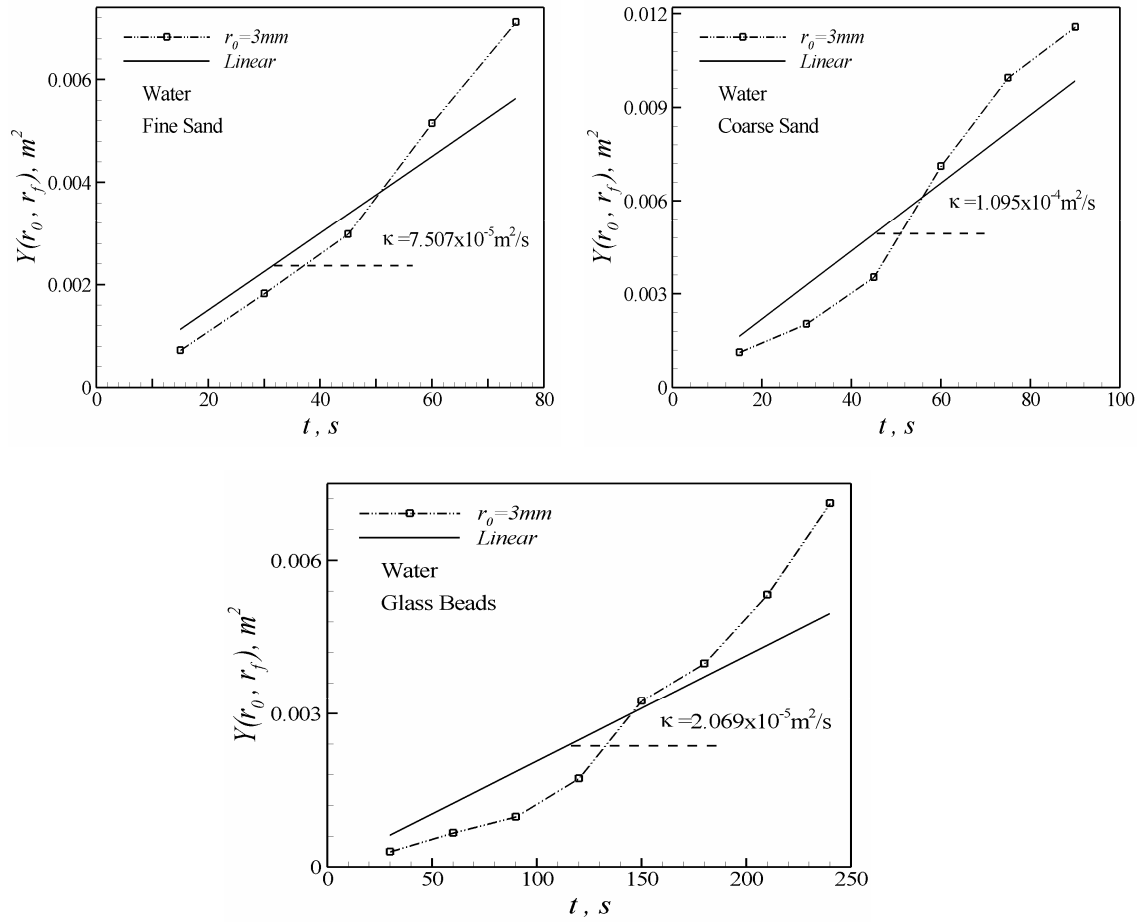 r₀=3mm
Linear
Water
Fine Sand
κ=7.507x10⁻⁵m²/s
Y(r₀, r_f), m²
0.006
0.004
0.002
0
0 20 40 60 80
t, s
r₀=3mm
Linear
Water
Coarse Sand
κ=1.095x10⁻⁴m²/s
Y(r₀, r_f), m²
0.012
0.009
0.006
0.003
0
0 20 40 60 80 100
t, s
r₀=3mm
Linear
Water
Glass Beads
κ=2.069x10⁻⁵m²/s
Y(r₀, r_f), m²
0.006
0.003
0
0 50 100 150 200 250
t, s